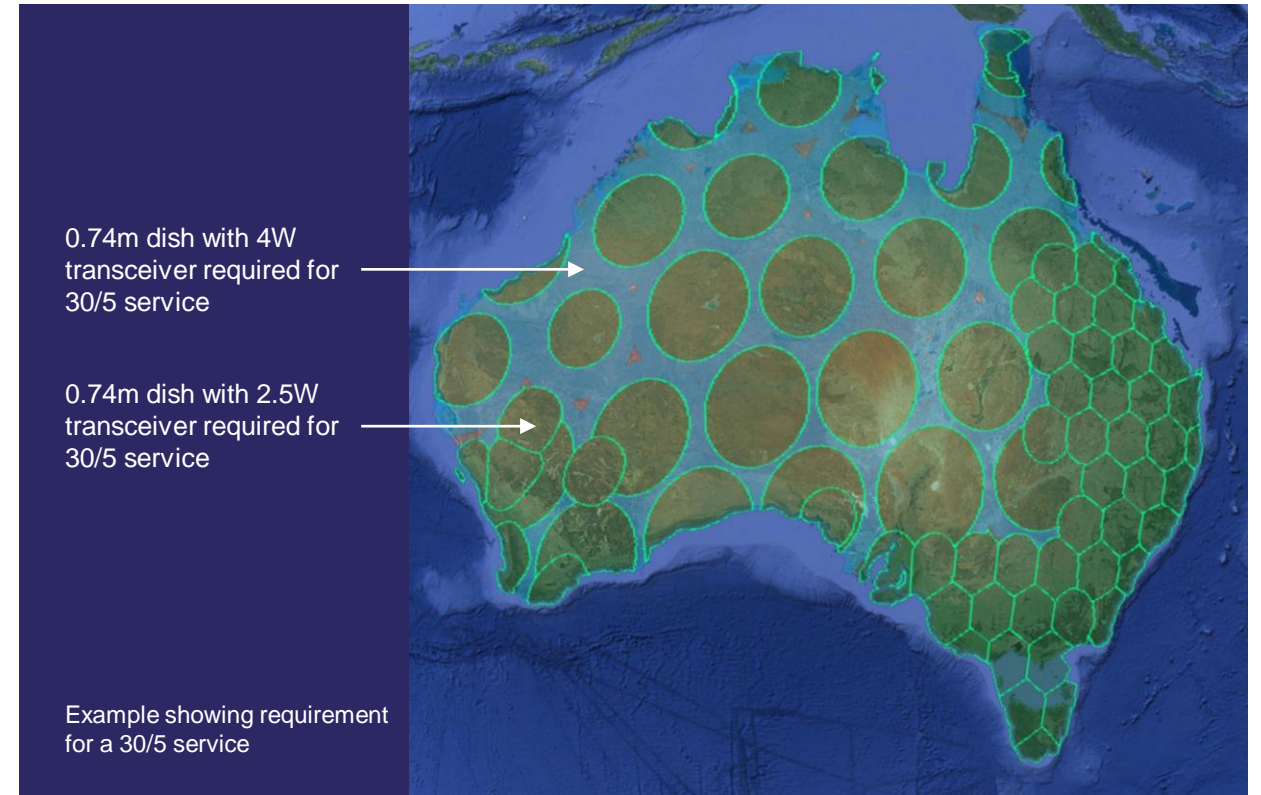 0.74m dish with 4W
transceiver required for
30/5 service
0.74m dish with 2.5W
transceiver required for
30/5 service
Example showing requirement
for a 30/5 service